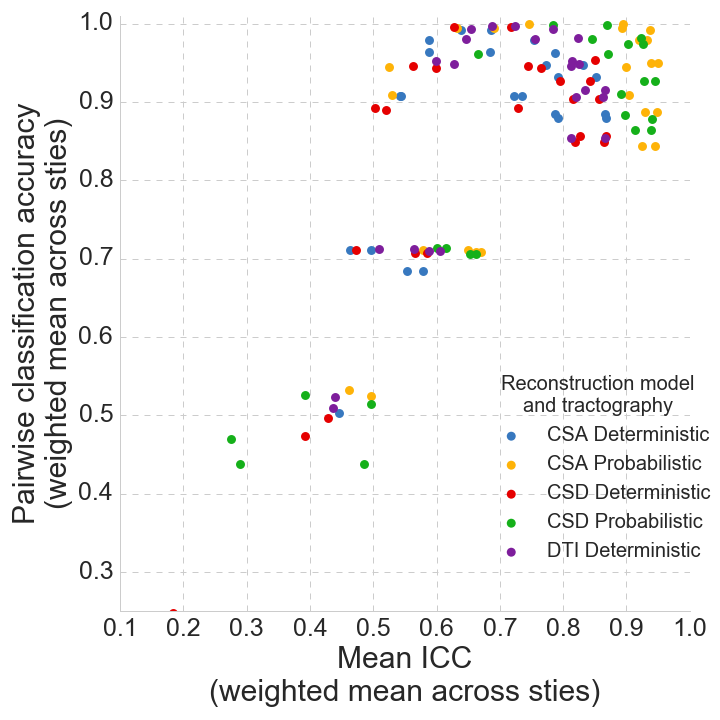 Pairwise classification accuracy
(weighted mean across sties)
1.0
0.9
0.8
0.7
0.6
0.5
0.4
0.3
Reconstruction model
and tractography
CSA Deterministic
CSA Probabilistic
CSD Deterministic
CSD Probabilistic
DTI Deterministic
0.1 0.2 0.3 0.4 0.5 0.6 0.7 0.8 0.9 1.0
Mean ICC
(weighted mean across sties)